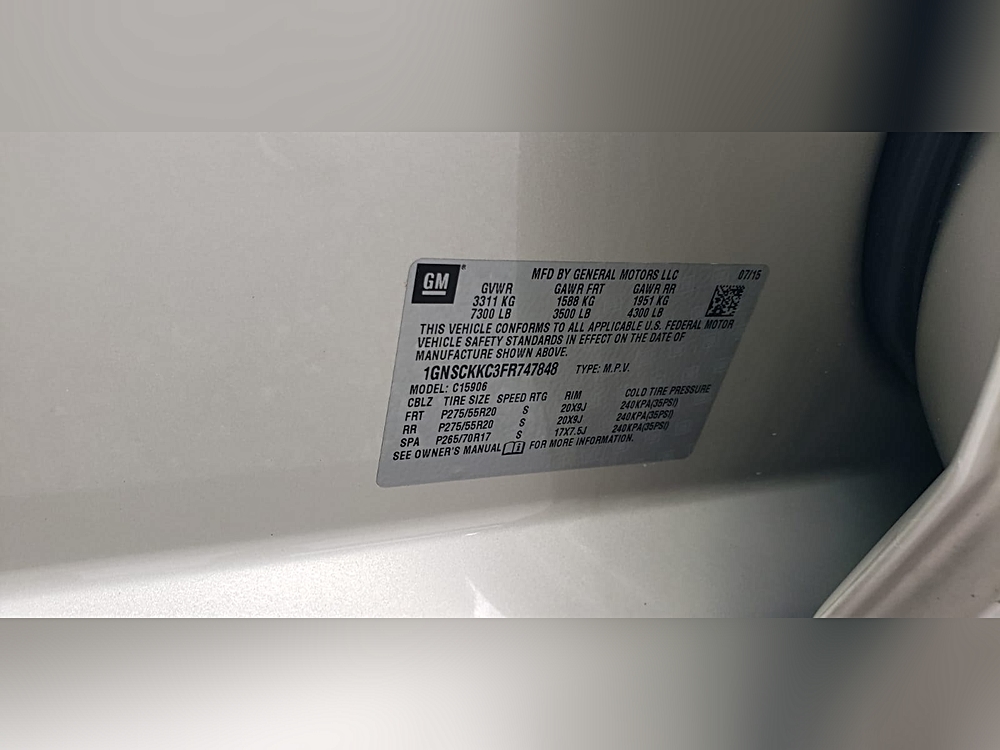 GM®
MFD BY GENERAL MOTORS LLC 07/15
GVWR GAWR FRT GAWR RR
3311 KG 1588 KG 1951 KG
7300 LB 3500 LB 4300 LB
THIS VEHICLE CONFORMS TO ALL APPLICABLE U.S. FEDERAL MOTOR
VEHICLE SAFETY STANDARDS IN EFFECT ON THE DATE OF
MANUFACTURE SHOWN ABOVE.
1GNSCKKC3FR747848 TYPE: M.P.V.
MODEL: C15906
CBLZ TIRE SIZE SPEED RTG RIM COLD TIRE PRESSURE
FRT P275/55R20 S 20X9J 240KPA(35PSI)
RR P275/55R20 S 20X9J 240KPA(35PSI)
SPA P265/70R17 S 17X7.5J 240KPA(35PSI)
SEE OWNER'S MANUAL FOR MORE INFORMATION.